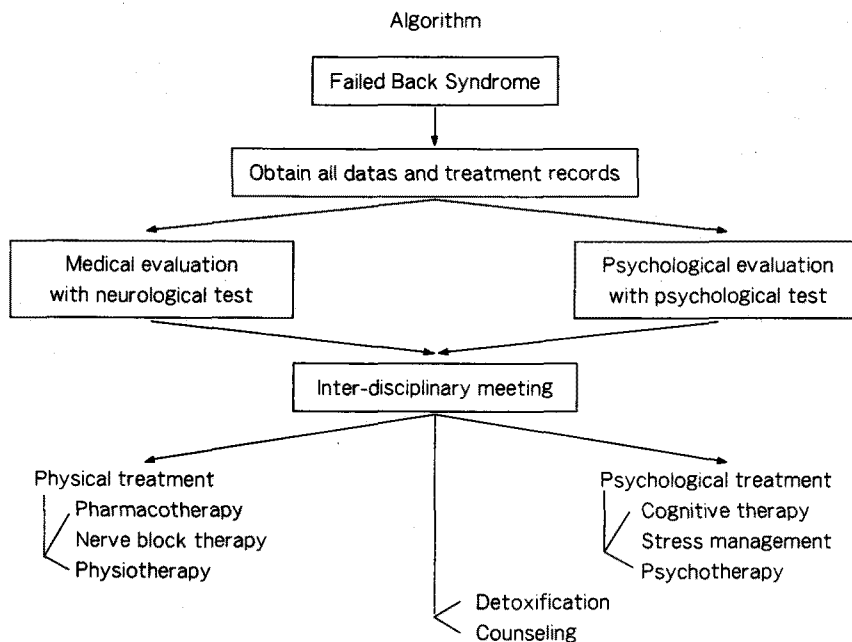 Algorithm
Failed Back Syndrome
Obtain all datas and treatment records
Medical evaluation
with neurological test
Psychological evaluation
with psychological test
Inter-disciplinary meeting
Physical treatment
Pharmacotherapy
Nerve block therapy
Physiotherapy
Psychological treatment
Cognitive therapy
Stress management
Psychotherapy
Detoxification
Counseling